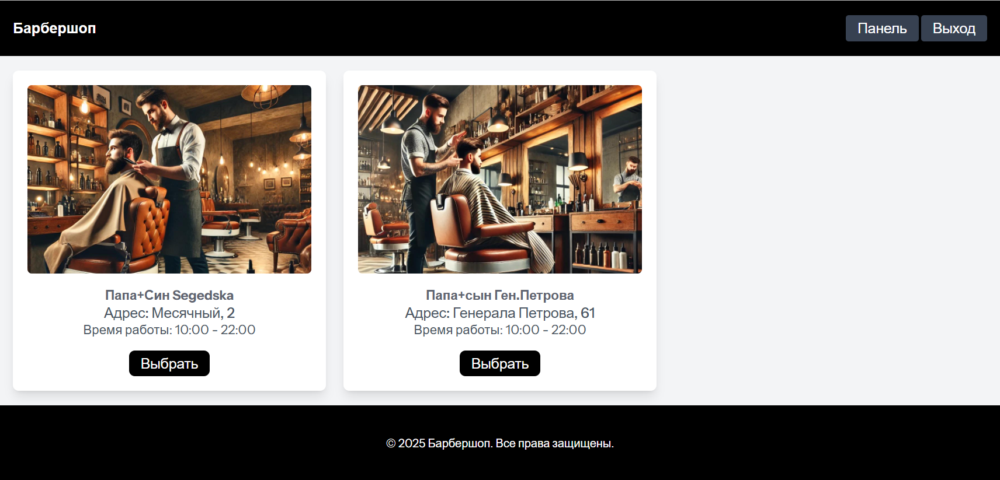 Барбершоп
Панель
Выход
Папа+Син Segedska
Адрес: Месячный, 2
Время работы: 10:00 - 22:00
Выбрать
Папа+сын Ген.Петрова
Адрес: Генерала Петрова, 61
Время работы: 10:00 - 22:00
Выбрать
© 2025 Барбершоп. Все права защищены.